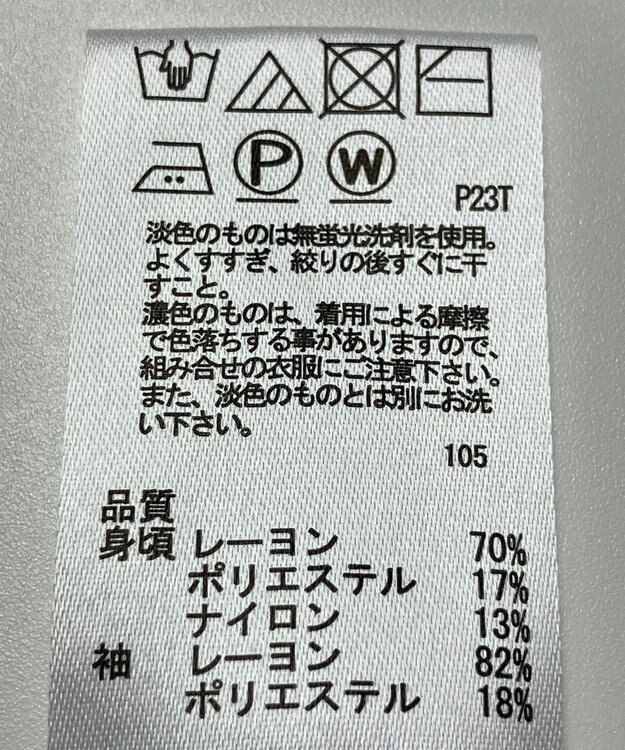 P W
P23T
淡色のものは無蛍光洗剤を使用。
よくすすぎ、絞りの後すぐに干
すこと。
濃色のものは、着用による摩擦
で色落ちする事がありますので、
組み合せの衣服にご注意下さい。
また、淡色のものとは別にお洗
い下さい。
105
品質
身頃 レーヨン 70%
ポリエステル 17%
ナイロン 13%
袖 レーヨン 82%
ポリエステル 18%